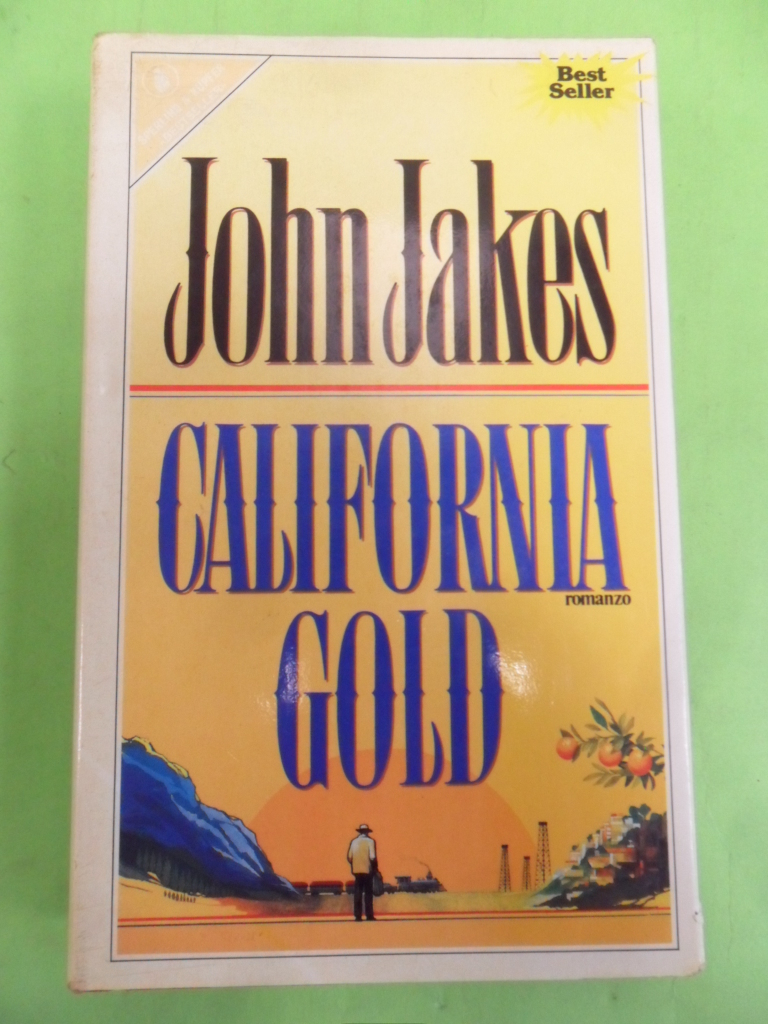 Best
Seller
John Jakes
CALIFORNIA
romanzo
GOLD